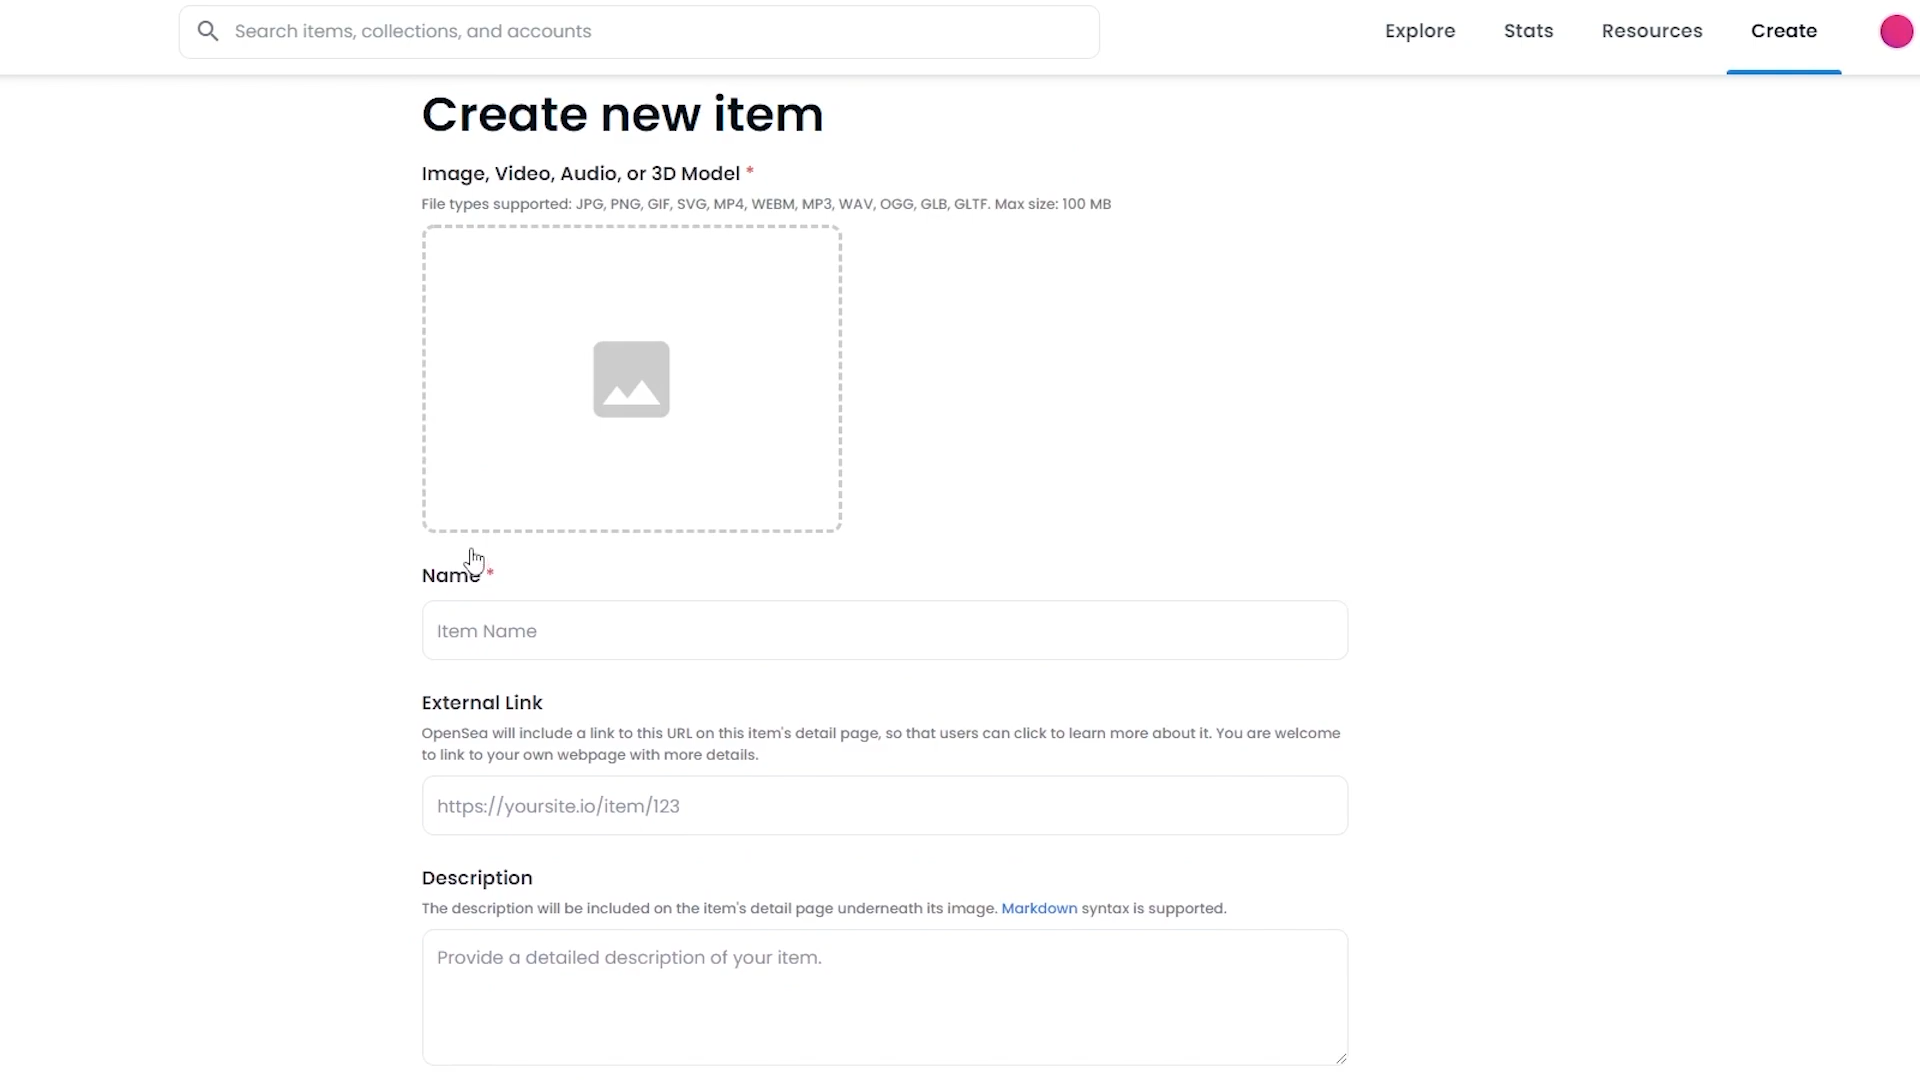 Search items, collections, and accounts
Explore
Stats
Resources
Create
Create new item
Image, Video, Audio, or 3D Model *
File types supported: JPG, PNG, GIF, SVG, MP4, WEBM, MP3, WAV, OGG, GLB, GLTF. Max size: 100 MB
Name *
Item Name
External Link
OpenSea will include a link to this URL on this item's detail page, so that users can click to learn more about it. You are welcome
to link to your own webpage with more details.
https://yoursite.io/item/123
Description
The description will be included on the item's detail page underneath its image. Markdown syntax is supported.
Provide a detailed description of your item.